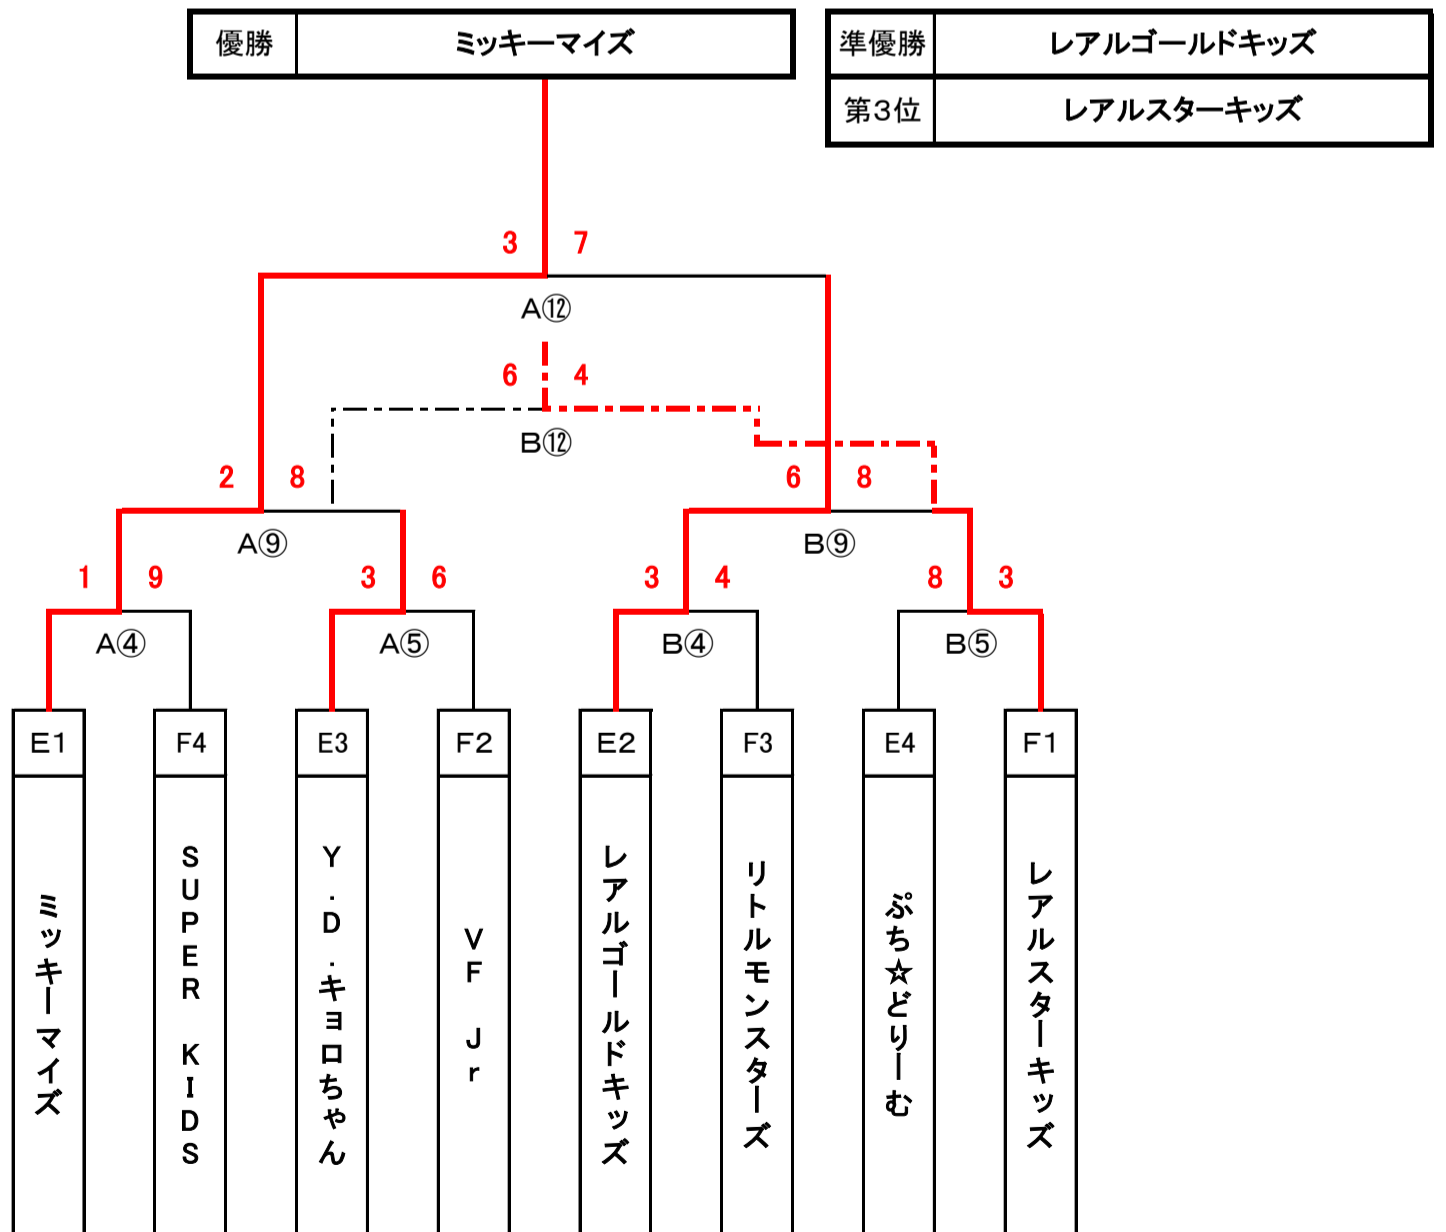 優勝 ミッキーマイズ
準優勝 レアルゴールドキッズ
第3位 レアルスターキッズ
3 7
A⑫
6 4
B⑫
2 8 6 8
A⑨ B⑨
1 9 3 6 3 4 8 3
A④ A⑤ B④ B⑤
E1 F4 E3 F2 E2 F3 E4 F1
ミッキーマイズ
SUPER KIDS
Y.D.キョロちゃん
VF Jr
レアルゴールドキッズ
リトルモンスターズ
ぷち☆どりーむ
レアルスターキッズ